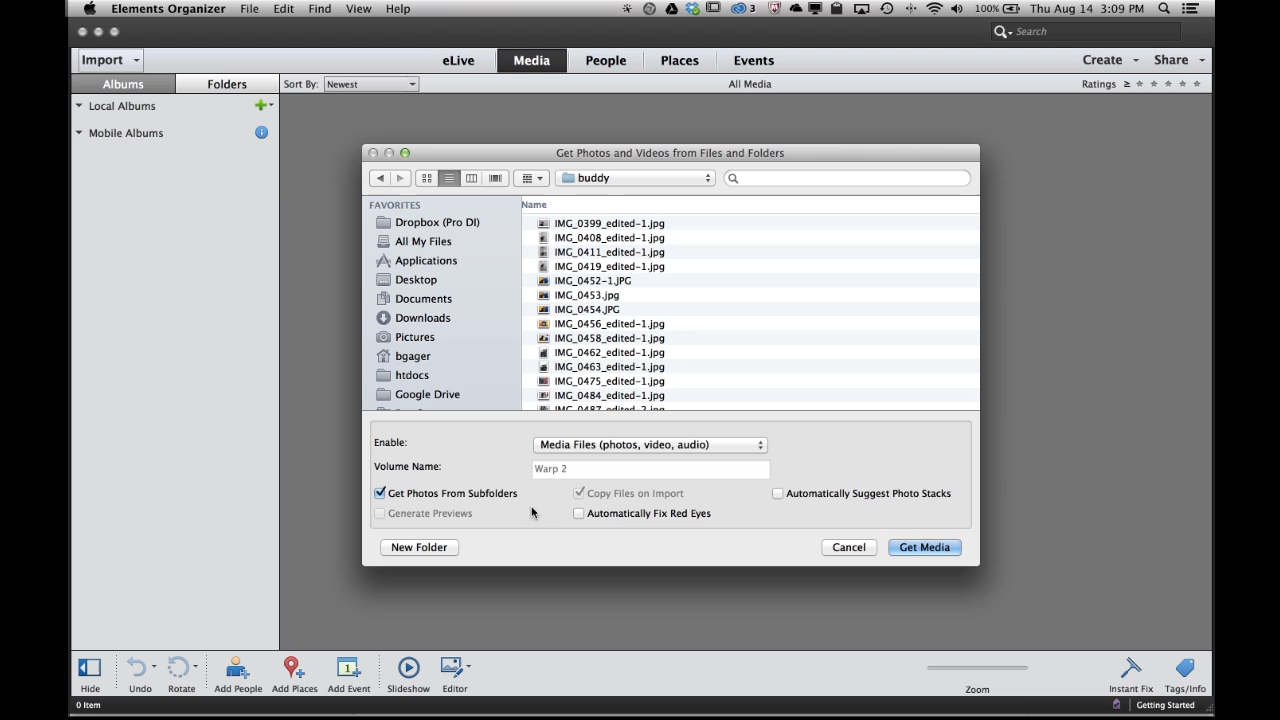 Elements Organizer File Edit Find View Help 3 100% Thu Aug 14 3:09 PM
Search
Import eLive Media People Places Events Create Share
Albums Folders Sort By: Newest All Media Ratings ≥
Local Albums
Mobile Albums
Get Photos and Videos from Files and Folders
buddy
FAVORITES
Dropbox (Pro DI)
All My Files
Applications
Desktop
Documents
Downloads
Pictures
bgager
htdocs
Google Drive
Name
IMG_0399_edited-1.jpg
IMG_0408_edited-1.jpg
IMG_0411_edited-1.jpg
IMG_0419_edited-1.jpg
IMG_0452-1.JPG
IMG_0453.jpg
IMG_0454.JPG
IMG_0456_edited-1.jpg
IMG_0458_edited-1.jpg
IMG_0462_edited-1.jpg
IMG_0463_edited-1.jpg
IMG_0475_edited-1.jpg
IMG_0484_edited-1.jpg
IMG_0487_edited-2.jpg
Enable: Media Files (photos, video, audio)
Volume Name: Warp 2
Get Photos From Subfolders Copy Files on Import Automatically Suggest Photo Stacks
Generate Previews Automatically Fix Red Eyes
New Folder Cancel Get Media
1
Hide Undo Rotate Add People Add Places Add Event Slideshow Editor Zoom Instant Fix Tags/Info
0 Item Getting Started